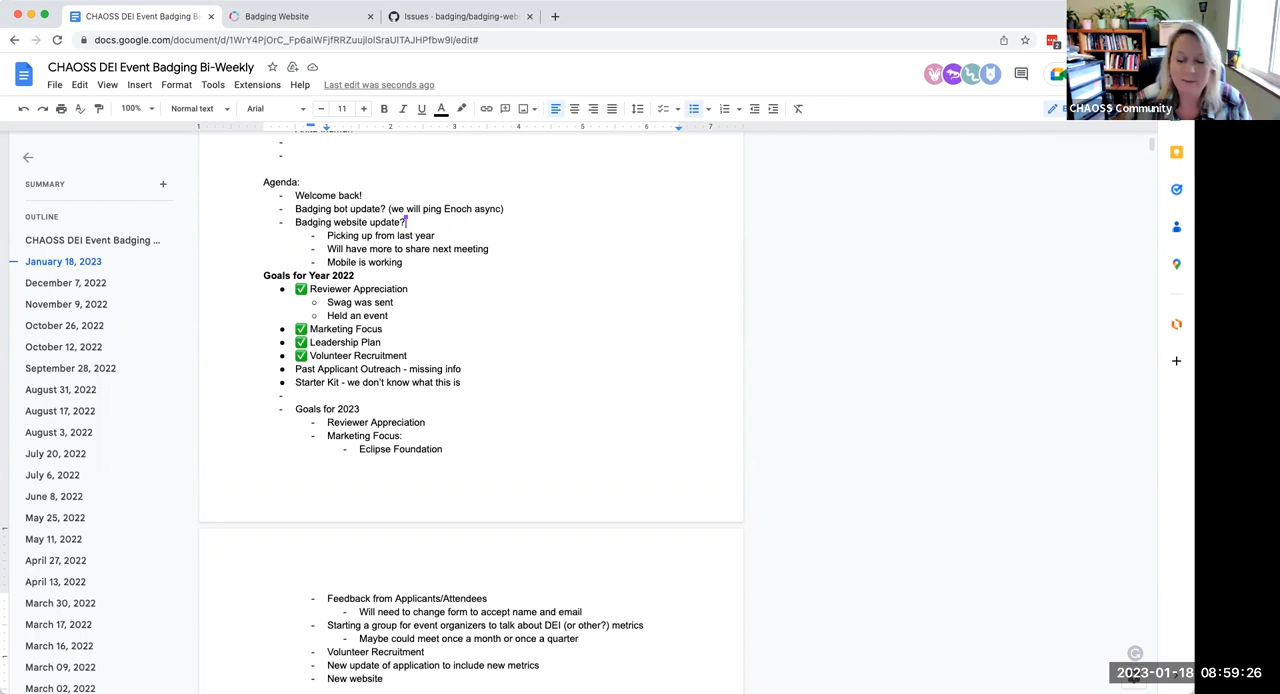 CHAOSS DEI Event Badging Bi-Wee
Badging Website
Issues · badging/badging-web
docs.google.com/document/d/1WrY4PjOrC_Fp6aiWFjfRRZuujlolSraUlTAJHPfbw9I/edit#
2
CHAOSS DEI Event Badging Bi-Weekly
File Edit View Insert Format Tools Extensions Help Last edit was seconds ago
100% Normal text Arial 11 B I U A
CHAOSS Community
1 1 2 3 4 5 6 7
SUMMARY
OUTLINE
CHAOSS DEI Event Badging ...
January 18, 2023
December 7, 2022
November 9, 2022
October 26, 2022
October 12, 2022
September 28, 2022
August 31, 2022
August 17, 2022
August 3, 2022
July 20, 2022
July 6, 2022
June 8, 2022
May 25, 2022
May 11, 2022
April 27, 2022
April 13, 2022
March 30, 2022
March 17, 2022
March 16, 2022
March 09, 2022
March 02, 2022
-
-
Agenda:
- Welcome back!
- Badging bot update? (we will ping Enoch async)
- Badging website update?
- Picking up from last year
- Will have more to share next meeting
- Mobile is working
Goals for Year 2022
● ✅ Reviewer Appreciation
○ Swag was sent
○ Held an event
● ✅ Marketing Focus
● ✅ Leadership Plan
● ✅ Volunteer Recruitment
● Past Applicant Outreach - missing info
● Starter Kit - we don't know what this is
-
- Goals for 2023
- Reviewer Appreciation
- Marketing Focus:
- Eclipse Foundation
- Feedback from Applicants/Attendees
- Will need to change form to accept name and email
- Starting a group for event organizers to talk about DEI (or other?) metrics
- Maybe could meet once a month or once a quarter
- Volunteer Recruitment
- New update of application to include new metrics
- New website
2023-01-18 08:59:26